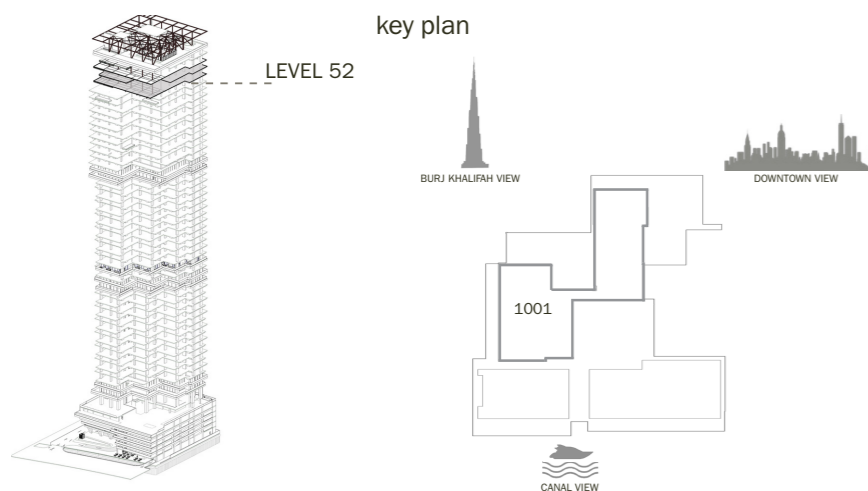 key plan
LEVEL 52
BURJ KHALIFAH VIEW
DOWNTOWN VIEW
1001
CANAL VIEW